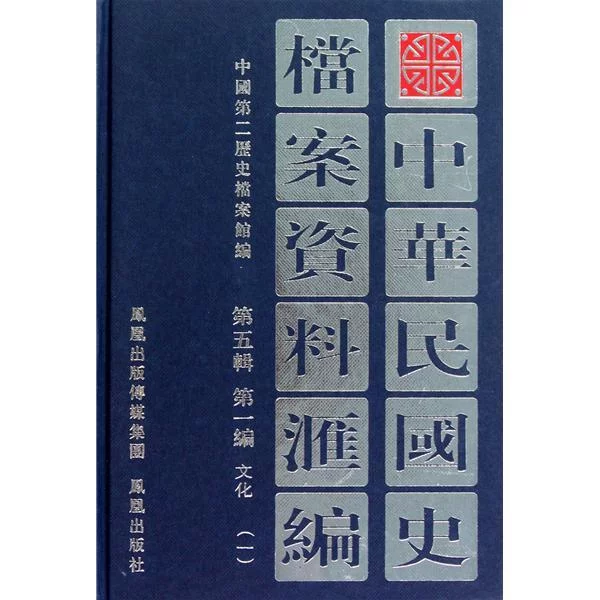 中華民國史
檔案資料滙編
中國第二歷史檔案館編
第五輯 第一編 文化 (一)
鳳凰出版傳媒集團 鳳凰出版社